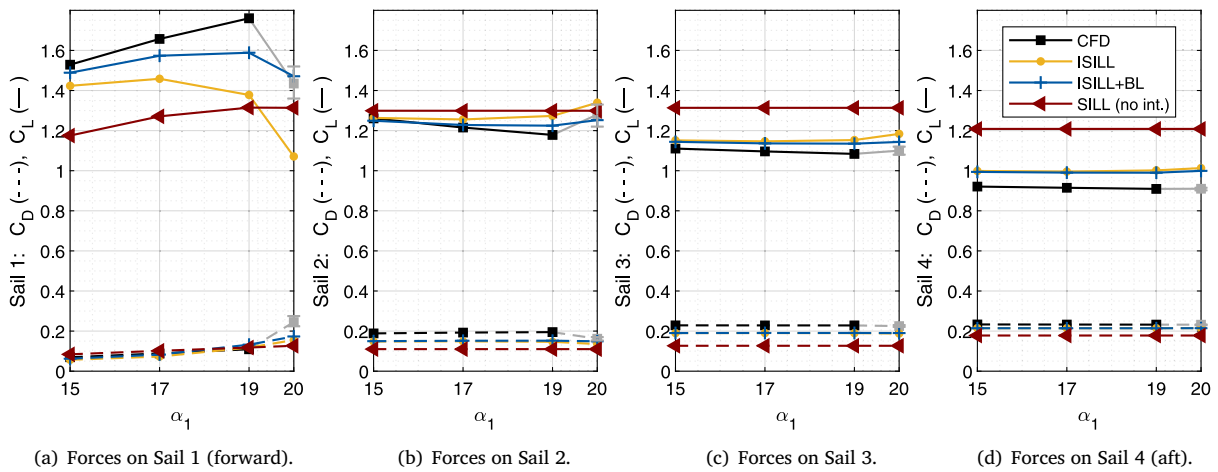 Sail 1: C_D (- - -), C_L (—)
1.6
1.4
1.2
1
0.8
0.6
0.4
0.2
0
15 17 19 20
α_1
(a) Forces on Sail 1 (forward).
Sail 2: C_D (- - -), C_L (—)
1.6
1.4
1.2
1
0.8
0.6
0.4
0.2
0
15 17 19 20
α_1
(b) Forces on Sail 2.
Sail 3: C_D (- - -), C_L (—)
1.6
1.4
1.2
1
0.8
0.6
0.4
0.2
0
15 17 19 20
α_1
(c) Forces on Sail 3.
Sail 4: C_D (- - -), C_L (—)
1.6
1.4
1.2
1
0.8
0.6
0.4
0.2
0
15 17 19 20
α_1
(d) Forces on Sail 4 (aft).
CFD
ISILL
ISILL+BL
SILL (no int.)